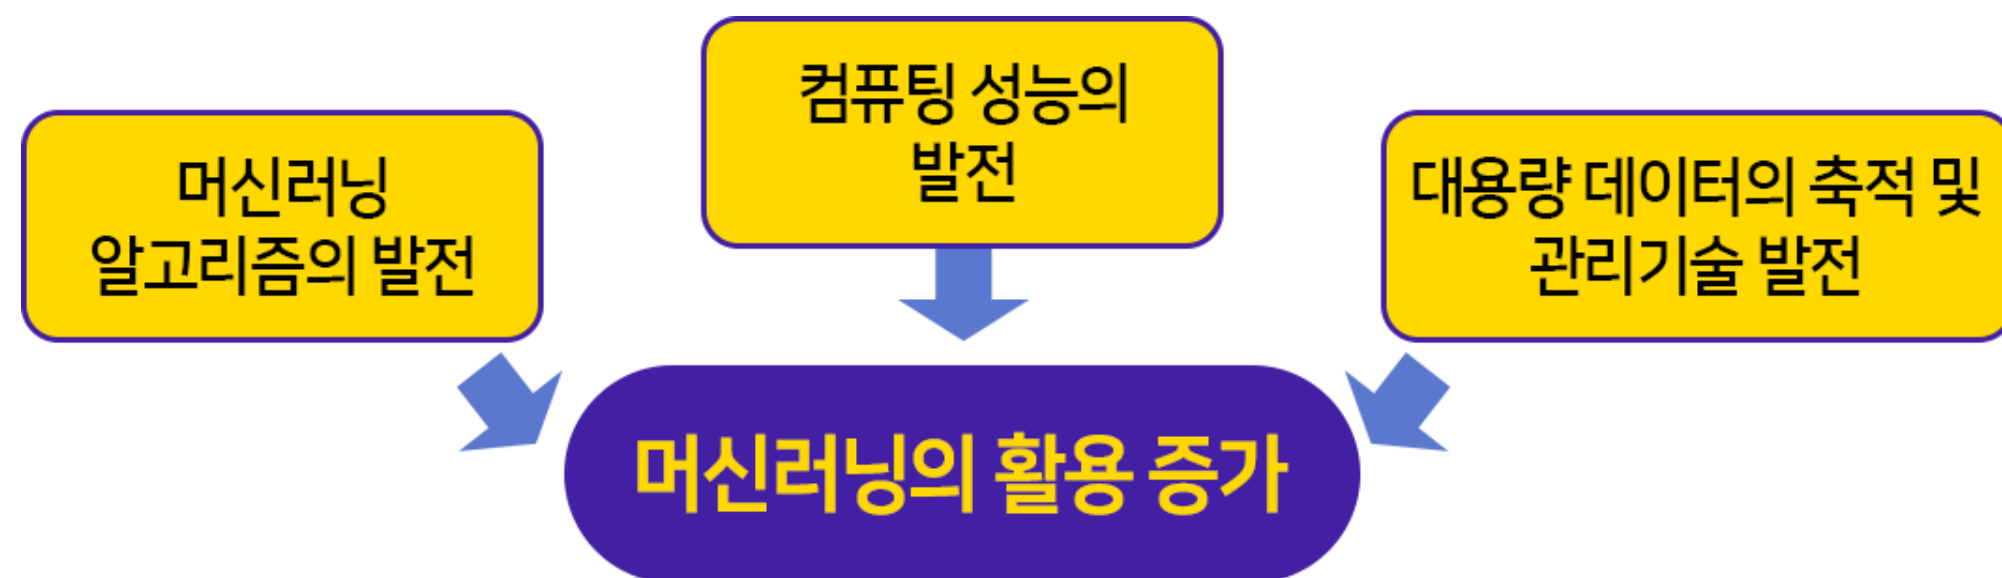 머신러닝
알고리즘의 발전
컴퓨팅 성능의
발전
대용량 데이터의 축적 및
관리기술 발전
머신러닝의 활용 증가